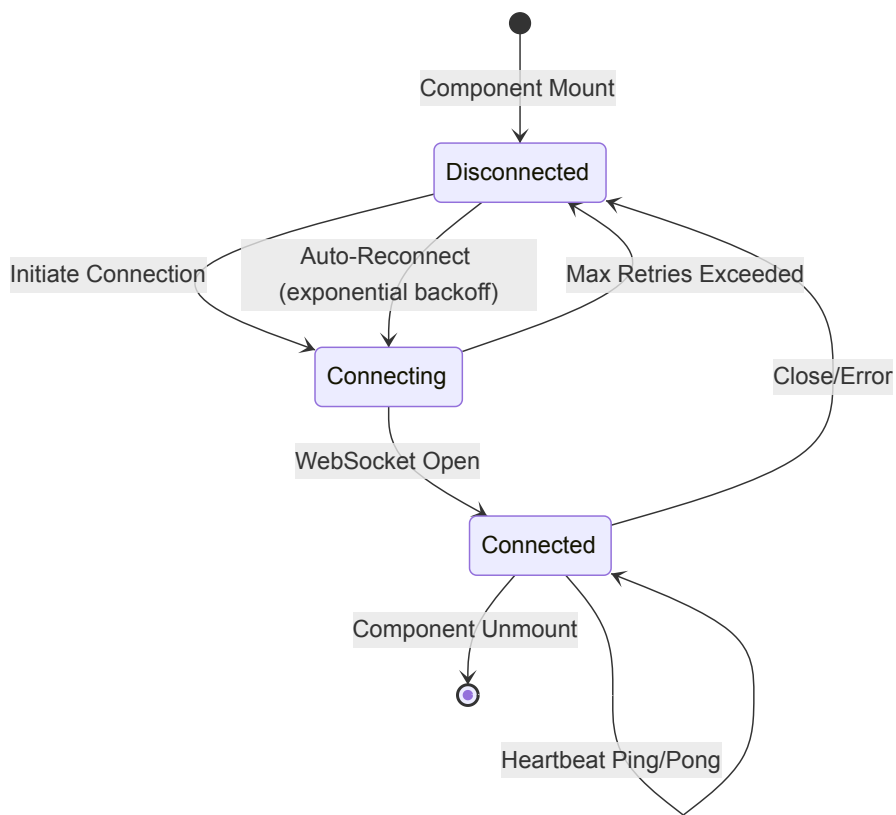 Component Mount
Disconnected
Initiate Connection
Auto-Reconnect
(exponential backoff)
Max Retries Exceeded
Connecting
Close/Error
WebSocket Open
Connected
Component Unmount
Heartbeat Ping/Pong